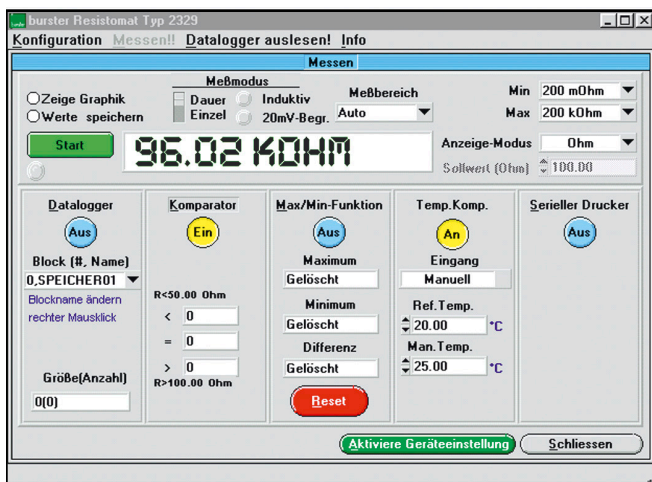 burster Resistomat Typ 2329
Konfiguration Messen!! Datalogger auslesen! Info
Messen
Zeige Graphik
Werte speichern
Meßmodus
Dauer Induktiv
Einzel 20mV-Begr.
Meßbereich
Auto
Min 200 mOhm
Max 200 kOhm
Start
96.02 KOHM
Anzeige-Modus Ohm
Sollwert (Ohm) 100.00
Datalogger
Aus
Block (#, Name)
0,SPEICHER01
Blockname ändern
rechter Mausklick
Größe(Anzahl)
0(0)
Komparator
Ein
R<50.00 Ohm
< 0
= 0
> 0
R>100.00 Ohm
Max/Min-Funktion
Aus
Maximum
Gelöscht
Minimum
Gelöscht
Differenz
Gelöscht
Reset
Temp.Komp.
An
Eingang
Manuell
Ref.Temp.
20.00 °C
Man.Temp.
25.00 °C
Serieller Drucker
Aus
Aktiviere Geräteeinstellung
Schliessen